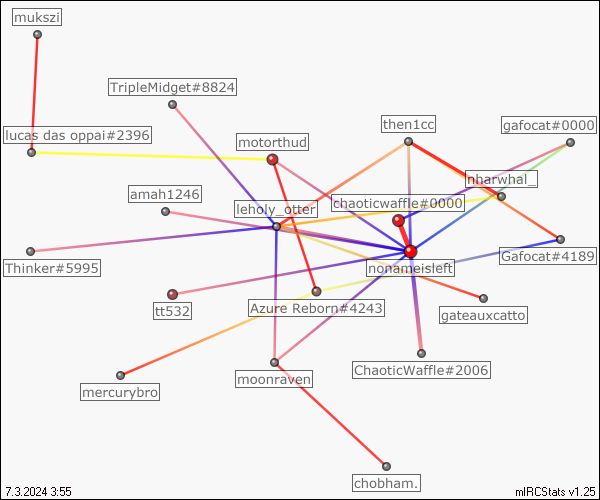 mukszi
TripleMidget#8824
then1cc
gafocat#0000
lucas das oppai#2396
motorthud
nharwhal_
amah1246
chaoticwaffle#0000
leholy_otter
Thinker#5995
nonameisleft
Gafocat#4189
tt532
Azure Reborn#4243
gateauxcatto
mercurybro
moonraven
ChaoticWaffle#2006
chobham.
7.3.2024 3:55
mIRCStats v1.25